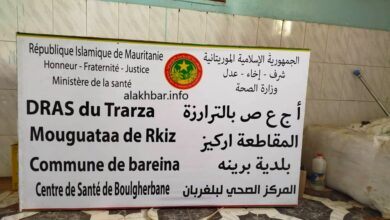 République Islamique de Mauritanie
Honneur - Fraternité - Justice
Ministère de la santé
الجمهورية الإسلامية الموريتانية
شرف - إخاء - عدل
وزارة الصحة
alakhbar.info
DRAS du Trarza
أ ج ع ص بالترارزة
Mouguataa de Rkiz
المقاطعة اركيز
Commune de bareina
بلدية برينه
Centre de Santé de Boulgherbane
المركز الصحي لبلغربان